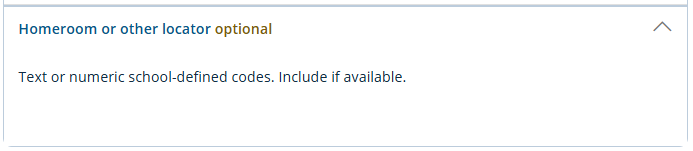 Homeroom or other locator optional
Text or numeric school-defined codes. Include if available.